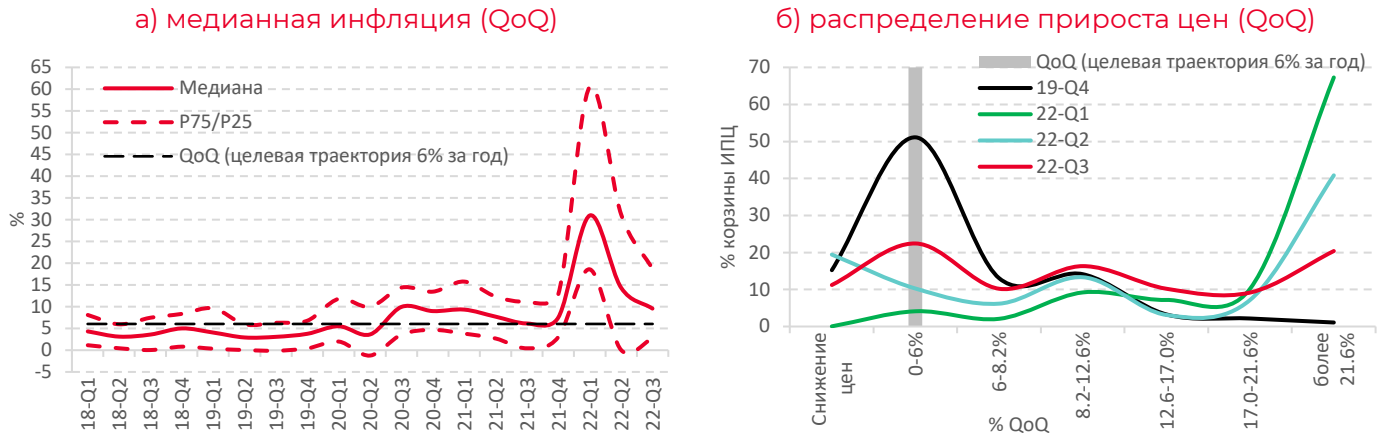 а) медианная инфляция (QoQ)
65
60
55
50
45
40
35
30
25
20
15
10
5
0
-5
%
Медиана
P75/P25
QoQ (целевая траектория 6% за год)
18-Q1
18-Q2
18-Q3
18-Q4
19-Q1
19-Q2
19-Q3
19-Q4
20-Q1
20-Q2
20-Q3
20-Q4
21-Q1
21-Q2
21-Q3
21-Q4
22-Q1
22-Q2
22-Q3
б) распределение прироста цен (QoQ)
70
60
50
40
30
20
10
0
% корзины ИПЦ
QoQ (целевая траектория 6% за год)
19-Q4
22-Q1
22-Q2
22-Q3
Снижение
цен
0-6%
6-8.2%
8.2-12.6%
12.6-17.0%
17.0-21.6%
более
21.6%
% QoQ